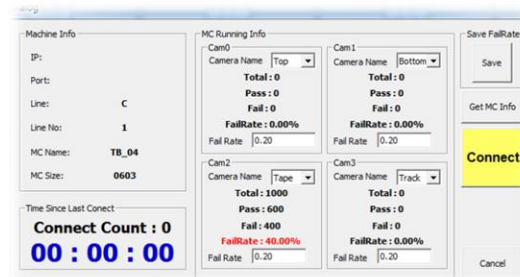 Machine Info
IP:
Port:
Line: C
Line No: 1
MC Name: TB_04
MC Size: 0603
Time Since Last Conect
Connect Count : 0
00 : 00 : 00
MC Running Info
Cam0
Camera Name Top
Total : 0
Pass : 0
Fail : 0
FailRate : 0.00%
Fail Rate 0.20
Cam1
Camera Name Bottom
Total : 0
Pass : 0
Fail : 0
FailRate : 0.00%
Fail Rate 0.20
Cam2
Camera Name Tape
Total : 1000
Pass : 600
Fail : 400
FailRate : 40.00%
Fail Rate 0.20
Cam3
Camera Name Track
Total : 0
Pass : 0
Fail : 0
FailRate : 0.00%
Fail Rate 0.20
Save FailRate
Save
Get MC Info
Connect
Cancel